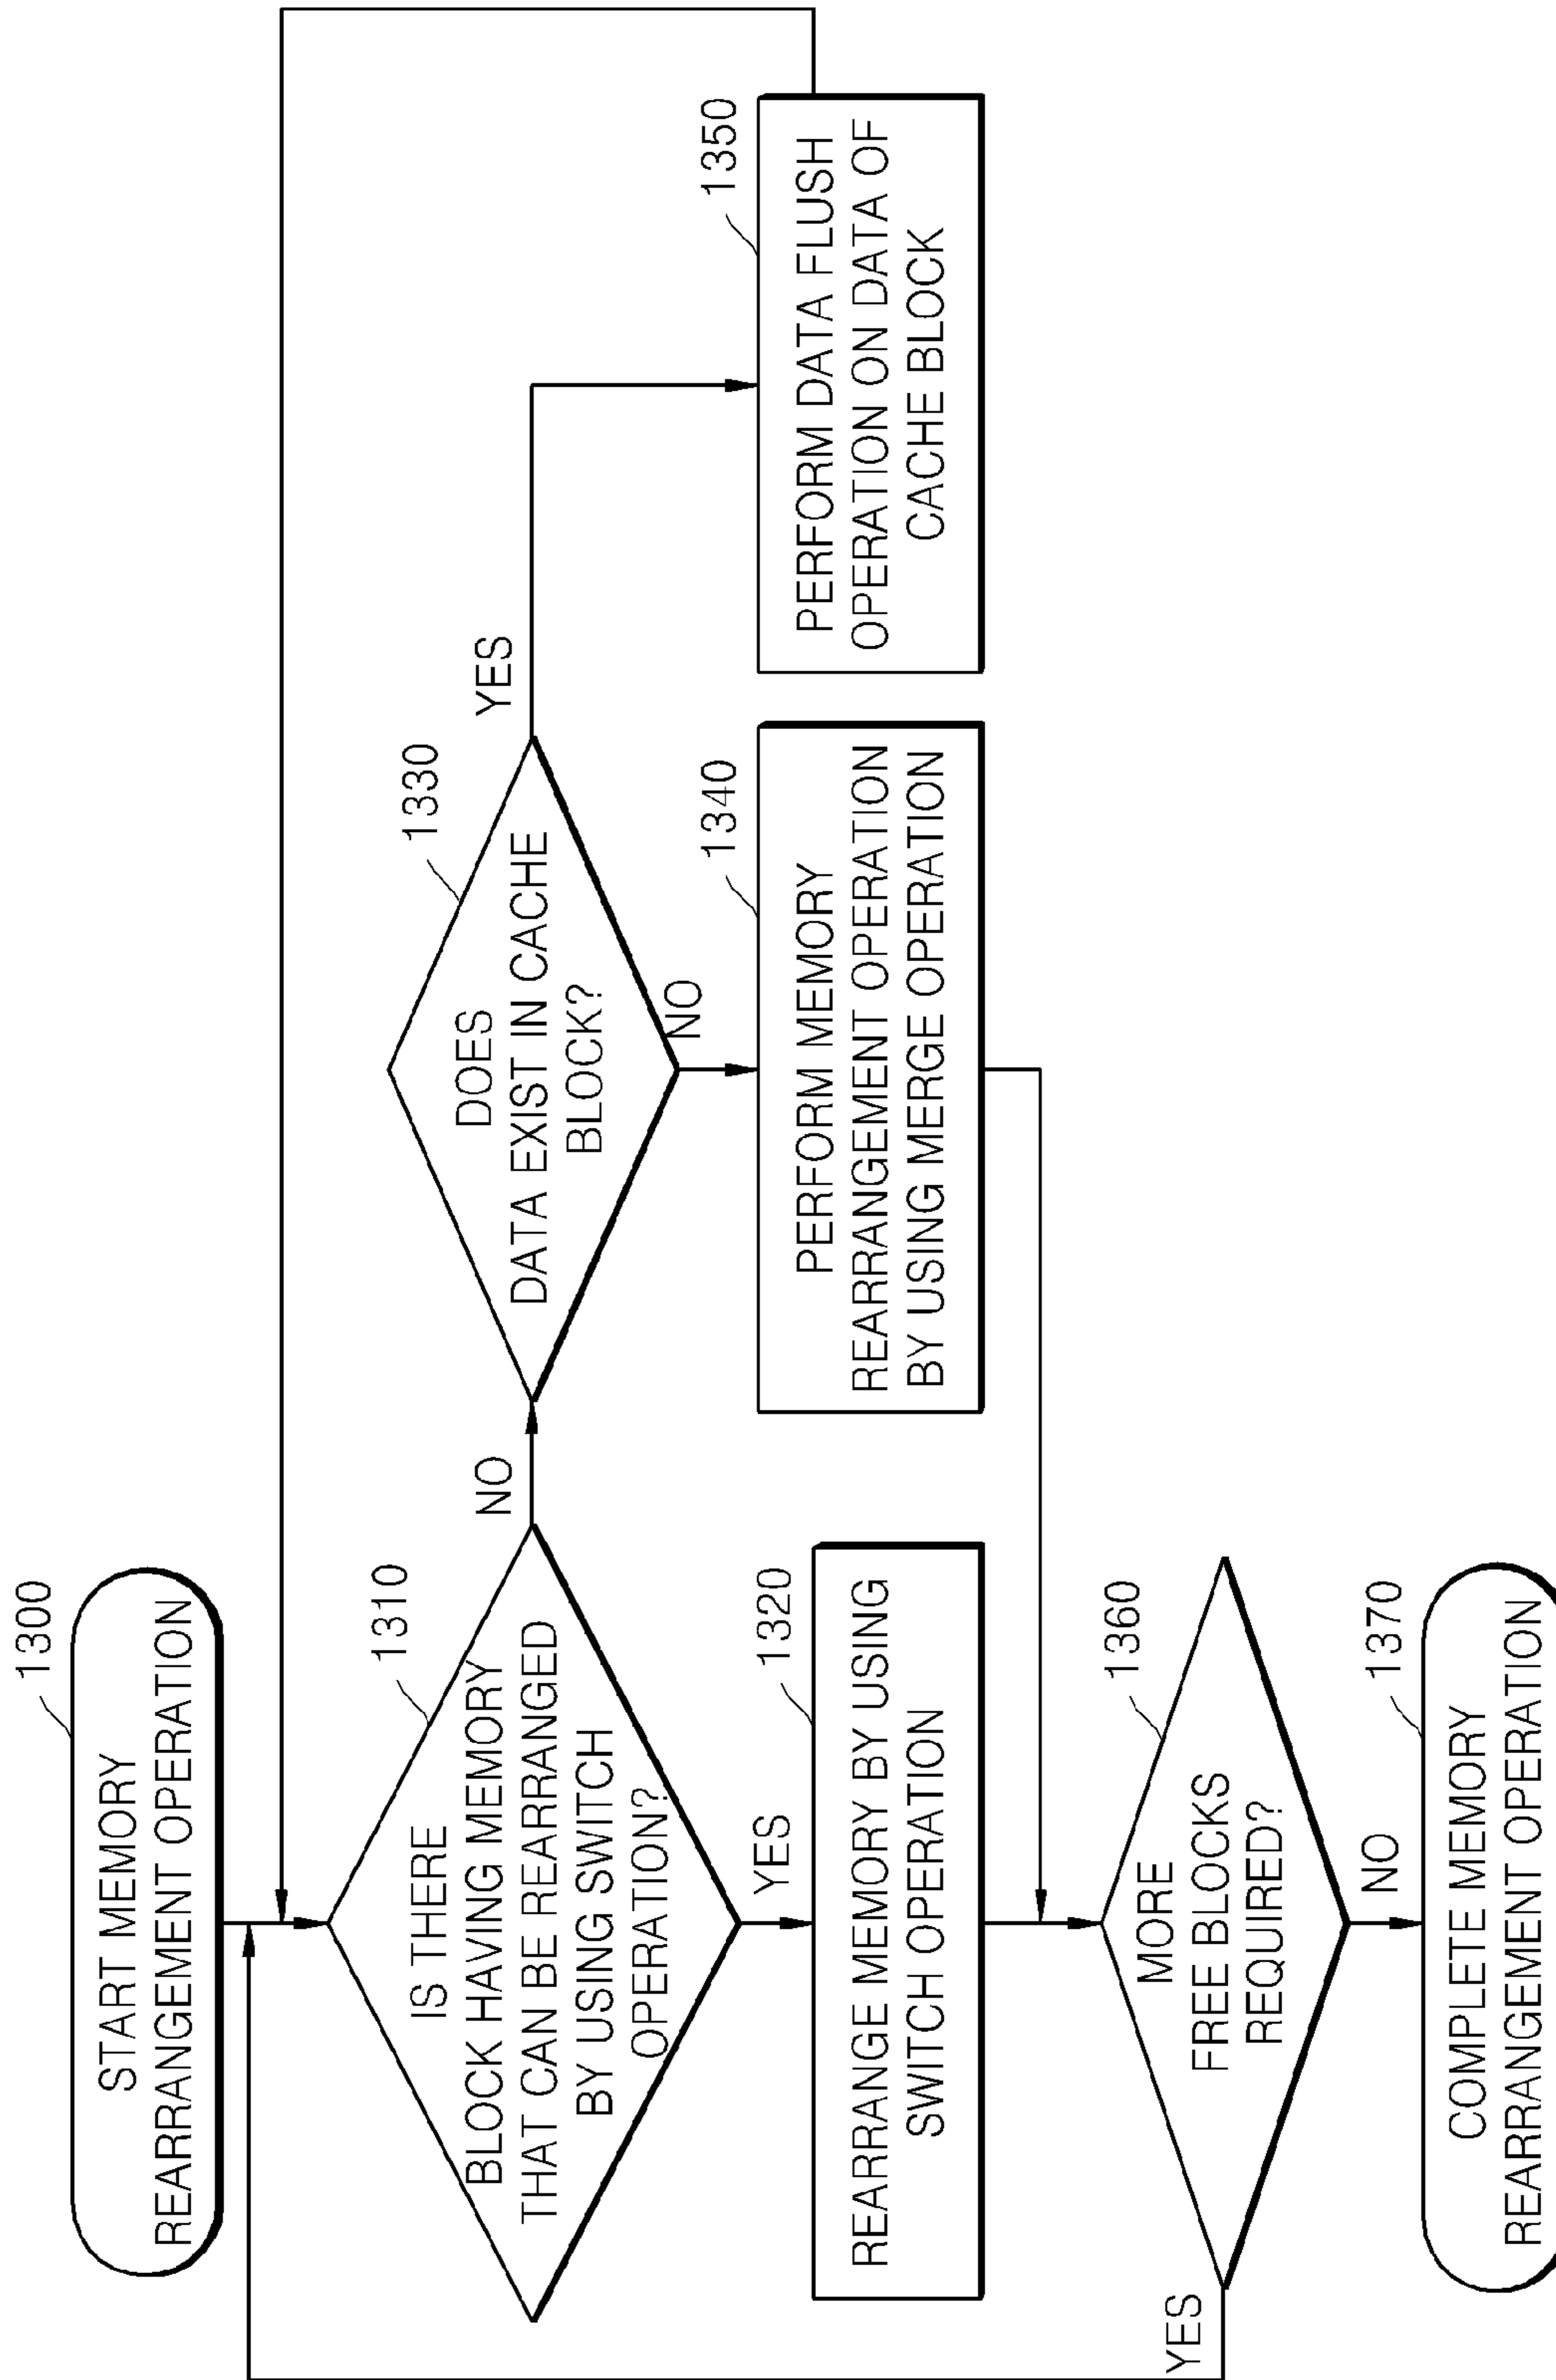 1300
START MEMORY
REARRANGEMENT OPERATION
1310
IS THERE
BLOCK HAVING MEMORY
THAT CAN BE REARRANGED
BY USING SWITCH
OPERATION?
NO
YES
1330
DOES
DATA EXIST IN CACHE
BLOCK?
YES
NO
1320
REARRANGE MEMORY BY USING
SWITCH OPERATION
1340
PERFORM MEMORY
REARRANGEMENT OPERATION
BY USING MERGE OPERATION
1350
PERFORM DATA FLUSH
OPERATION ON DATA OF
CACHE BLOCK
1360
MORE
FREE BLOCKS
REQUIRED?
YES
NO
1370
COMPLETE MEMORY
REARRANGEMENT OPERATION